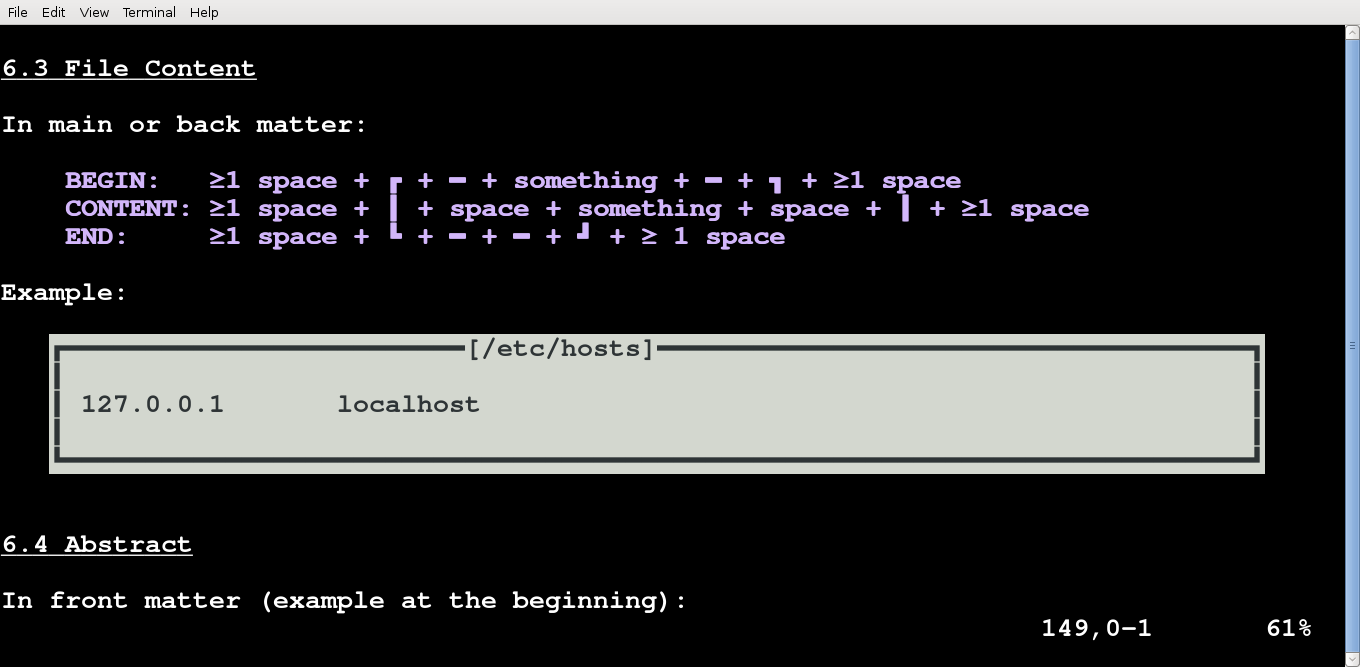 File Edit View Terminal Help
6.3 File Content
In main or back matter:
BEGIN: ≥1 space + ┏ + ━ + something + ━ + ┓ + ≥1 space
CONTENT: ≥1 space + ┃ + space + something + space + ┃ + ≥1 space
END: ≥1 space + ┗ + ━ + ━ + ┛ + ≥ 1 space
Example:
[/etc/hosts]
127.0.0.1 localhost
6.4 Abstract
In front matter (example at the beginning):
149,0-1 61%